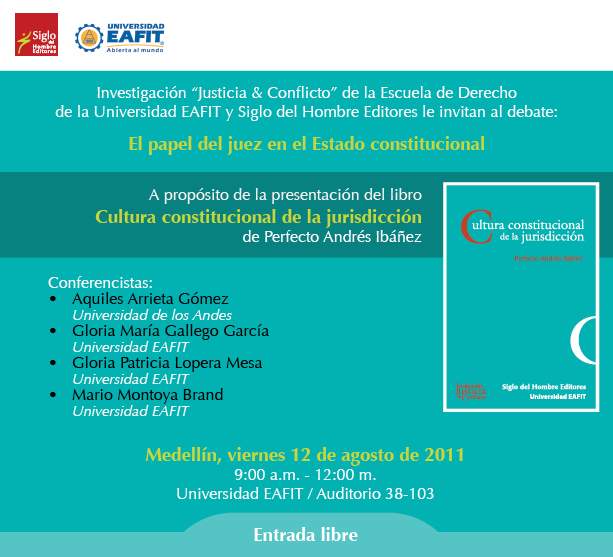 Siglo
del
Hombre
Editores
UNIVERSIDAD
EAFIT
Abierta al mundo
Investigación “Justicia & Conflicto” de la Escuela de Derecho
de la Universidad EAFIT y Siglo del Hombre Editores le invitan al debate:
El papel del juez en el Estado constitucional
A propósito de la presentación del libro
Cultura constitucional de la jurisdicción
de Perfecto Andrés Ibáñez
Cultura constitucional
de la jurisdicción
Perfecto Andrés Ibáñez
Siglo del Hombre Editores
Universidad EAFIT
Conferencistas:
• Aquiles Arrieta Gómez
Universidad de los Andes
• Gloria María Gallego García
Universidad EAFIT
• Gloria Patricia Lopera Mesa
Universidad EAFIT
• Mario Montoya Brand
Universidad EAFIT
Medellín, viernes 12 de agosto de 2011
9:00 a.m. - 12:00 m.
Universidad EAFIT / Auditorio 38-103
Entrada libre